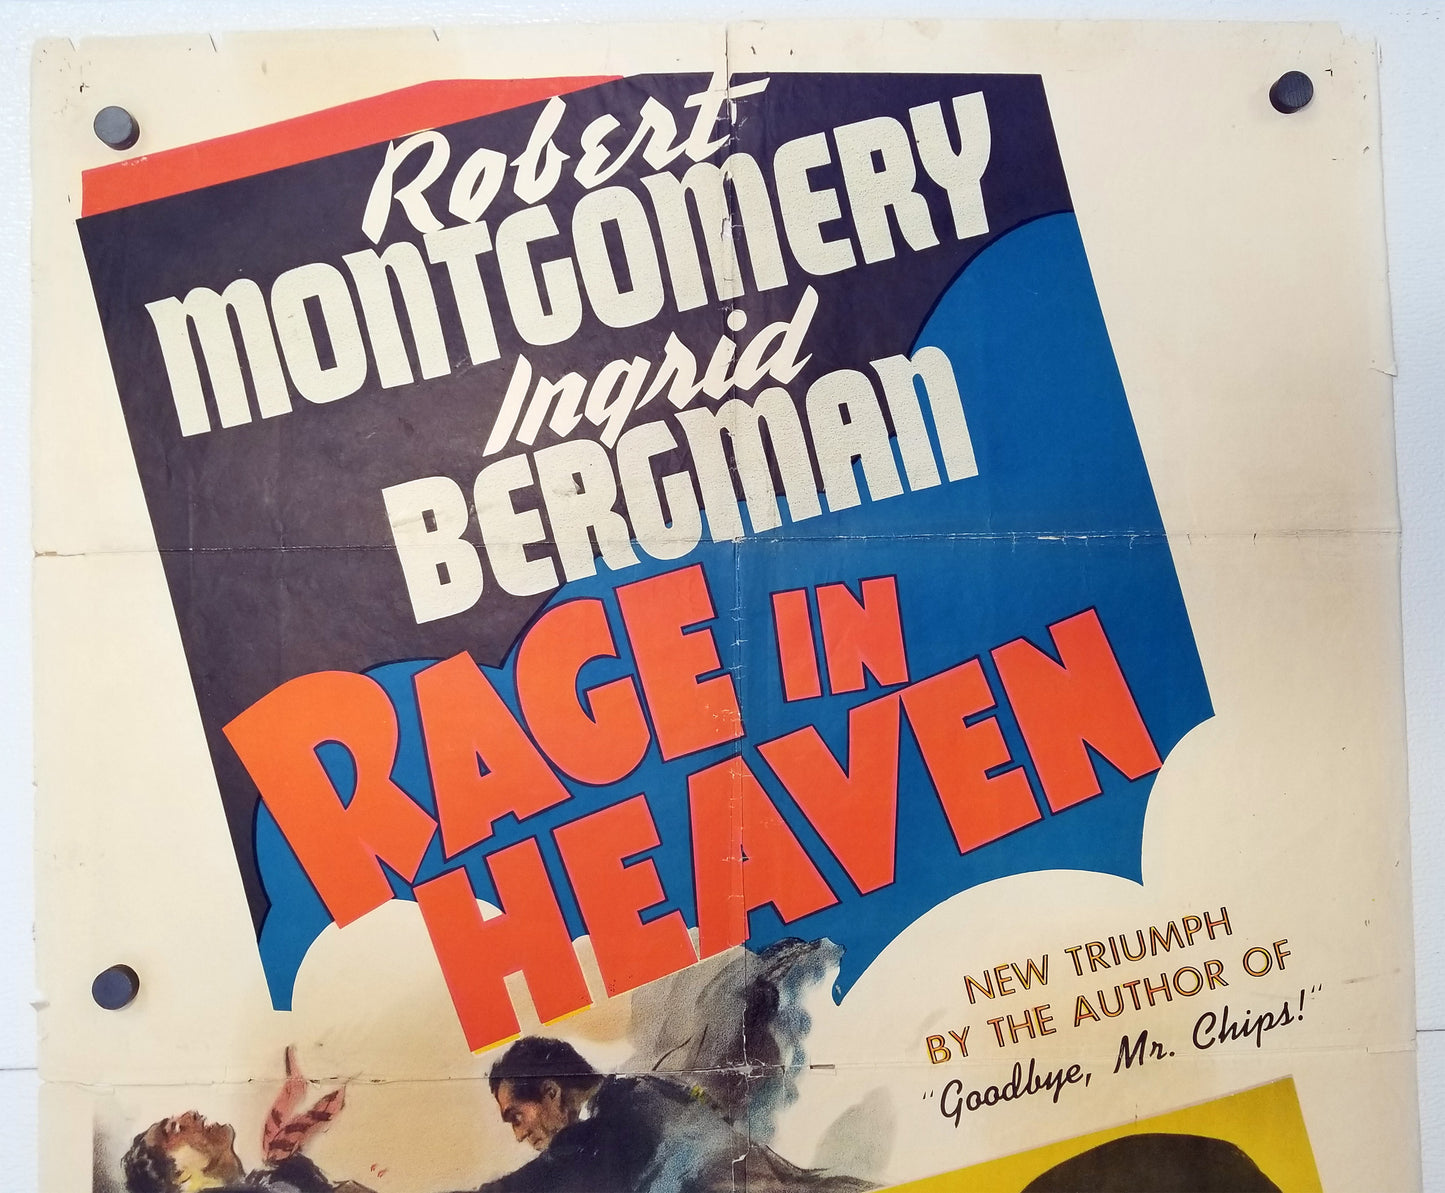 Robert
MONTGOMERY
Ingrid
BERGMAN
RAGE IN
HEAVEN
NEW TRIUMPH
BY THE AUTHOR OF
"Goodbye, Mr. Chips!"